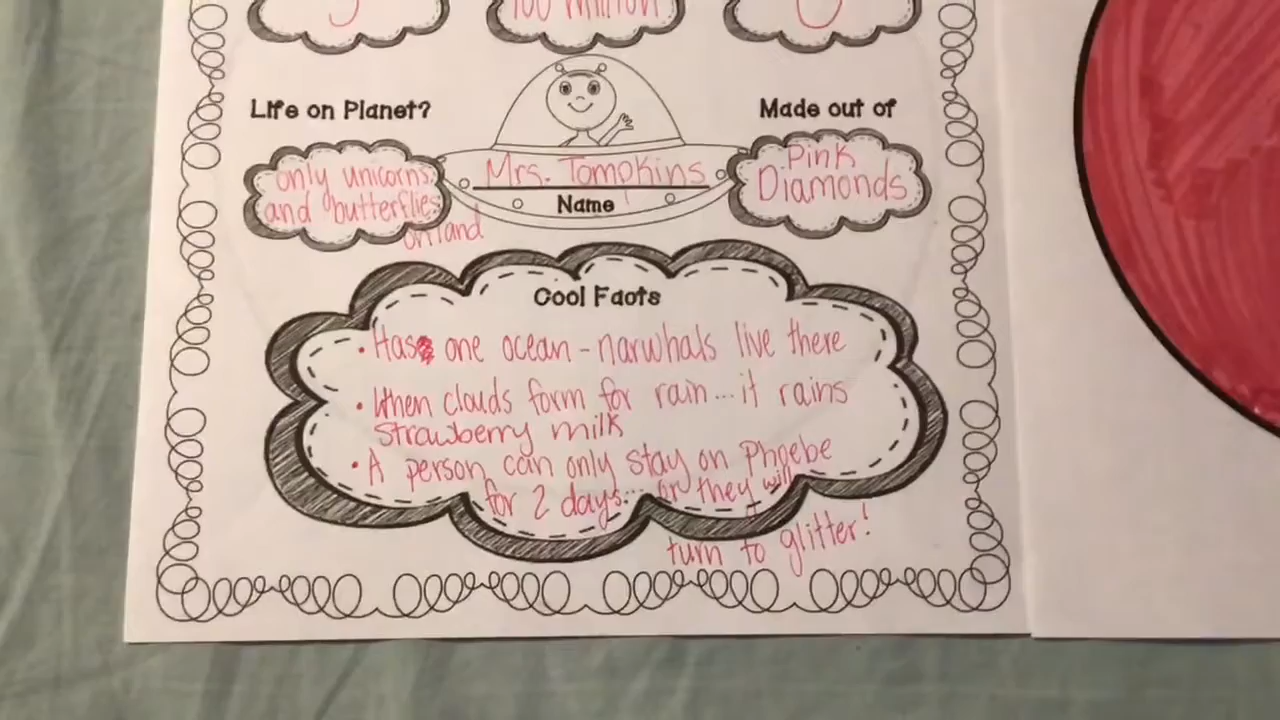 100 million
Life on Planet?
Made out of
only unicorns
and butterflies
on land
Mrs. Tompkins
Name
Pink
Diamonds
Cool Facts
• Has one ocean - narwhals live there
• When clouds form for rain... it rains
strawberry milk
• A person can only stay on Phoebe
for 2 days... or they will
turn to glitter!